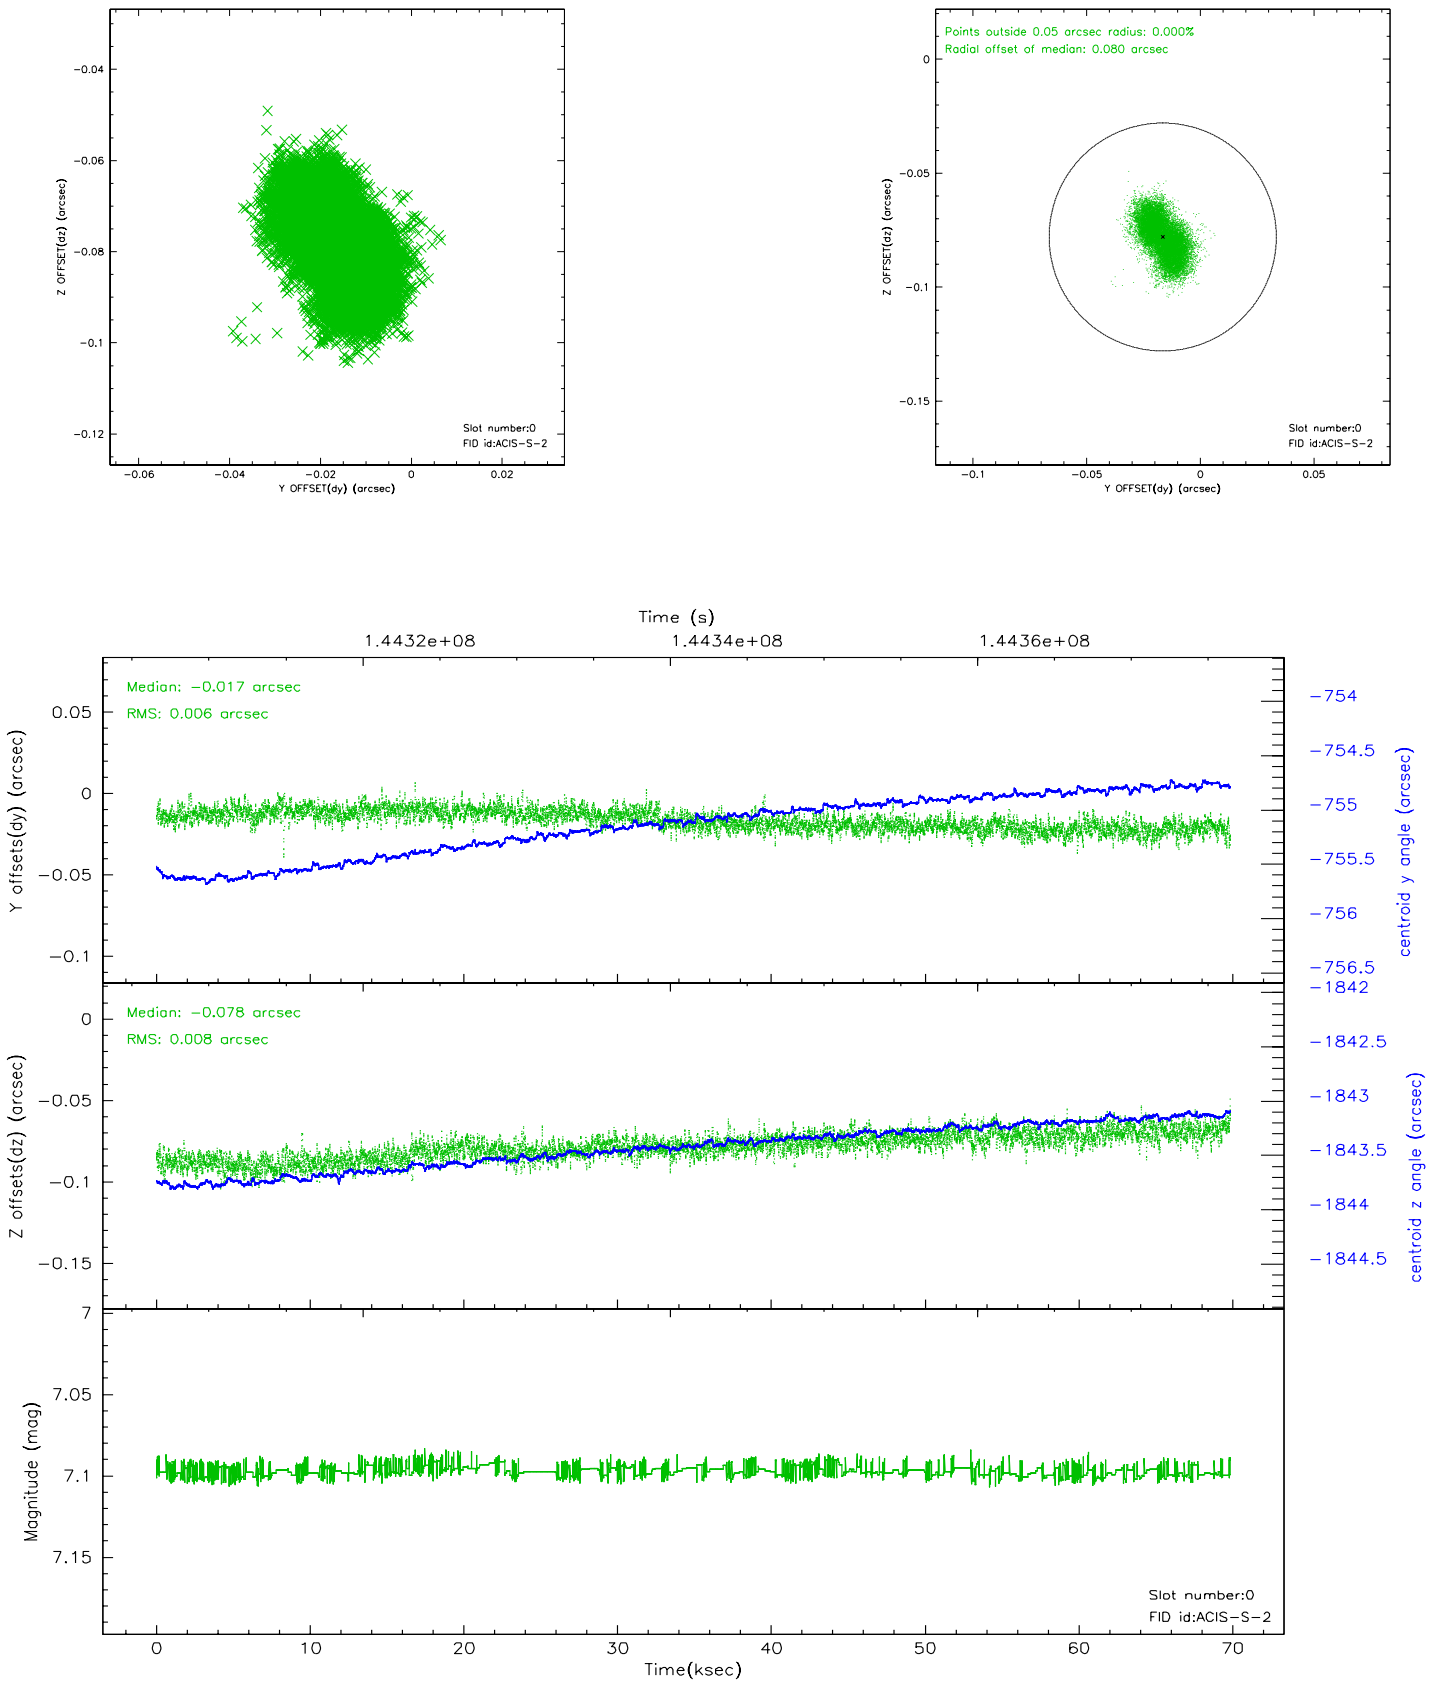 −0.04
−0.06
−0.08
−0.1
−0.12
Z OFFSET(dz) (arcsec)
Slot number:0
FID id:ACIS−S−2
−0.06
−0.04
−0.02
0
0.02
Y OFFSET(dy) (arcsec)
Points outside 0.05 arcsec radius: 0.000%
Radial offset of median: 0.080 arcsec
0
−0.05
−0.1
−0.15
Z OFFSET(dz) (arcsec)
Slot number:0
FID id:ACIS−S−2
−0.1
−0.05
0
0.05
Y OFFSET(dy) (arcsec)
Time (s)
1.4432e+08
1.4434e+08
1.4436e+08
Median: −0.017 arcsec
RMS: 0.006 arcsec
0.05
0
−0.05
−0.1
Y offsets(dy) (arcsec)
−754
−754.5
−755
−755.5
−756
−756.5
centroid y angle (arcsec)
Median: −0.078 arcsec
RMS: 0.008 arcsec
0
−0.05
−0.1
−0.15
Z offsets(dz) (arcsec)
−1842
−1842.5
−1843
−1843.5
−1844
−1844.5
centroid z angle (arcsec)
7
7.05
7.1
7.15
Magnitude (mag)
Slot number:0
FID id:ACIS−S−2
0
10
20
30
40
50
60
70
Time(ksec)